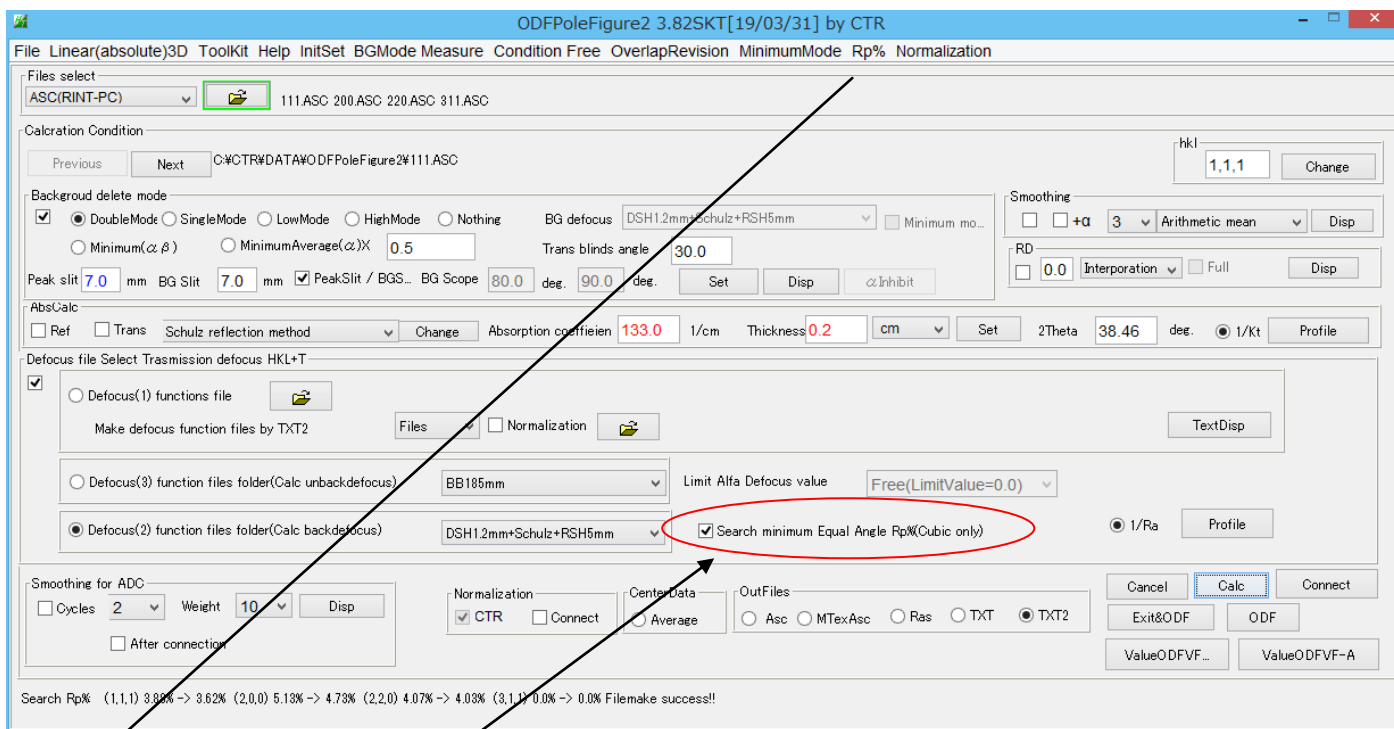 ODFPoleFigure2 3.82SKT[19/03/31] by CTR
File Linear(absolute)3D ToolKit Help InitSet BGMode Measure Condition Free OverlapRevision MinimumMode Rp% Normalization
Files select
ASC(RINT-PC) 111.ASC 200.ASC 220.ASC 311.ASC
Calcration Condition
Previous Next C:¥CTR¥DATA¥ODFPoleFigure2¥111.ASC
hkl
1,1,1 Change
Backgroud delete mode
DoubleMode SingleMode LowMode HighMode Nothing BG defocus DSH1.2mm+Schulz+RSH5mm Minimum mo...
Minimum(αβ) MinimumAverage(α)X 0.5 Trans blinds angle 30.0
Peak slit 7.0 mm BG Slit 7.0 mm PeakSlit / BGS... BG Scope 80.0 deg. 90.0 deg. Set Disp αInhibit
Smoothing
+α 3 Arithmetic mean Disp
RD
0.0 Interporation Full Disp
AbsCalc
Ref Trans Schulz reflection method Change Absorption coeffieien 133.0 1/cm Thickness 0.2 cm Set 2Theta 38.46 deg. 1/Kt Profile
Defocus file Select Trasmission defocus HKL+T
Defocus(1) functions file
Make defocus function files by TXT2 Files Normalization TextDisp
Defocus(3) function files folder(Calc unbackdefocus) BB185mm Limit Alfa Defocus value Free(LimitValue=0.0)
Defocus(2) function files folder(Calc backdefocus) DSH1.2mm+Schulz+RSH5mm Search minimum Equal Angle Rp%(Cubic only) 1/Ra Profile
Smoothing for ADC
Cycles 2 Weight 10 Disp
After connection
Normalization
CTR Connect
CenterData
Average
OutFiles
Asc MTexAsc Ras TXT TXT2
Cancel Calc Connect
Exit&ODF ODF
ValueODFVF... ValueODFVF-A
Search Rp% (1,1,1) 3.88% -> 3.62% (2,0,0) 5.13% -> 4.73% (2,2,0) 4.07% -> 4.03% (3,1,1) 0.0% -> 0.0% Filemake success!!